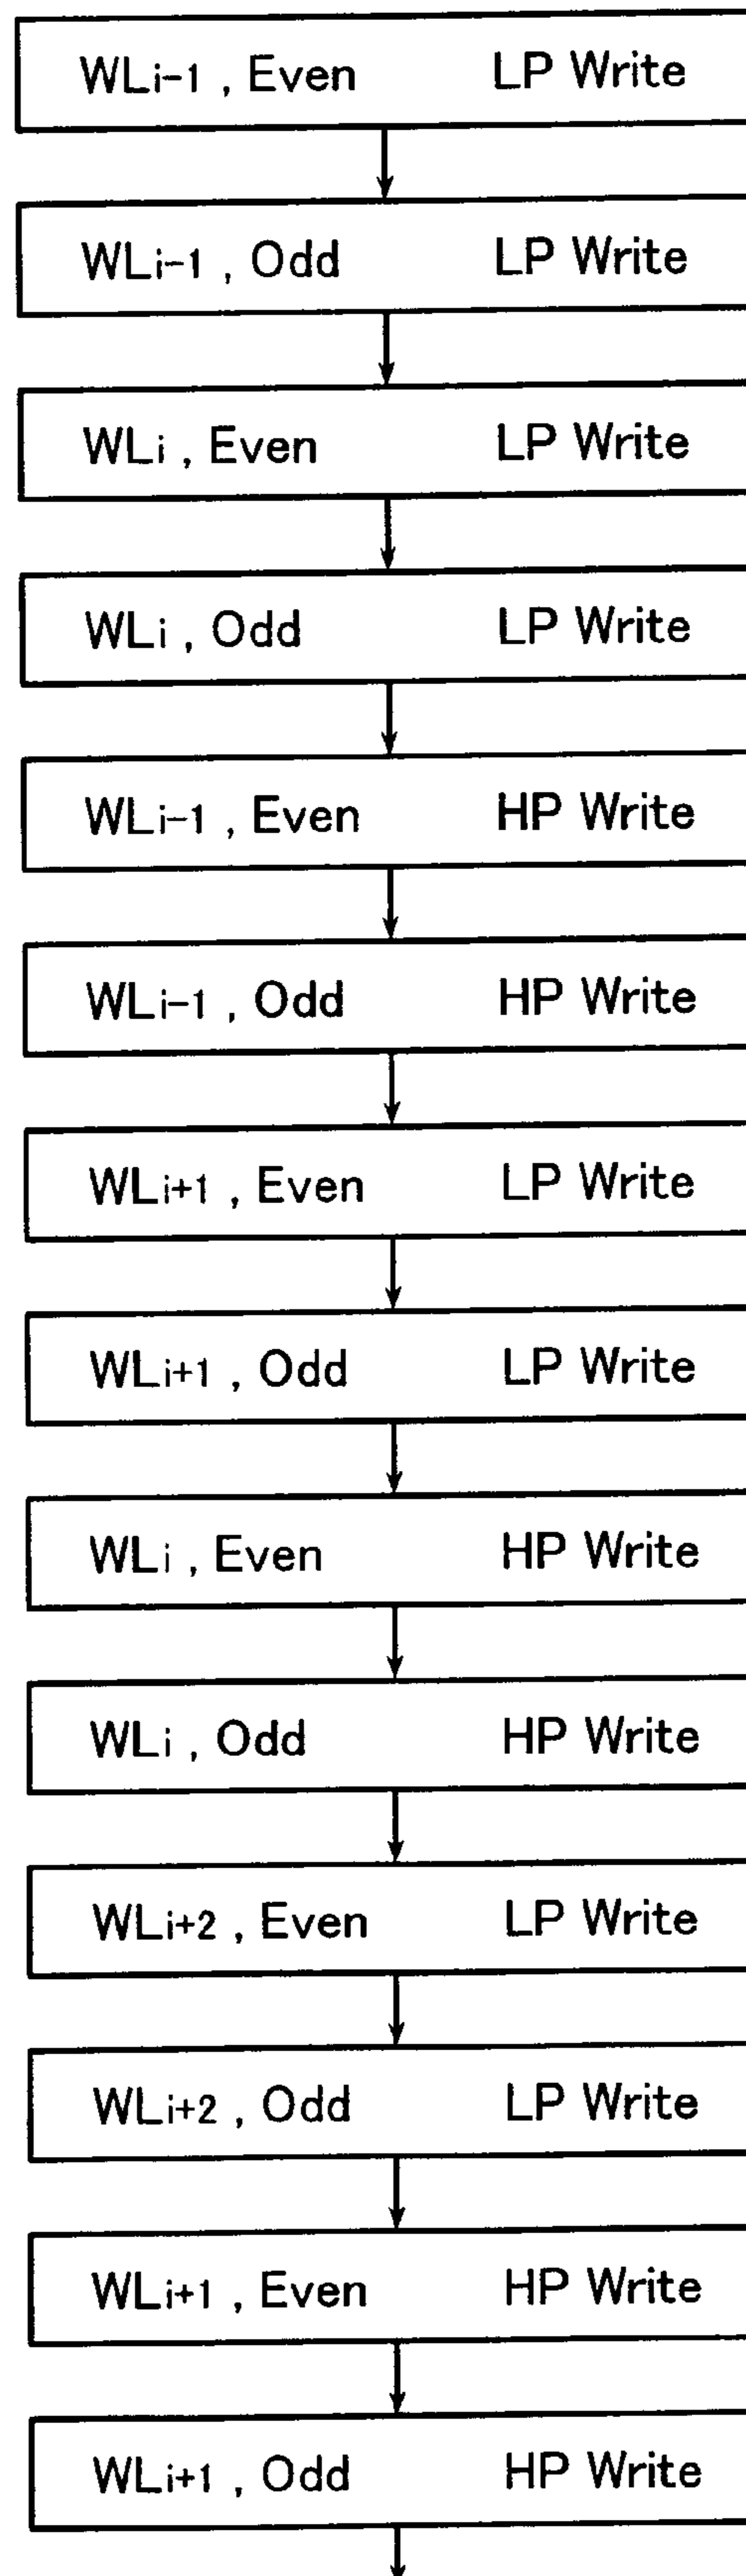 WLi-1 , Even LP Write
WLi-1 , Odd LP Write
WLi , Even LP Write
WLi , Odd LP Write
WLi-1 , Even HP Write
WLi-1 , Odd HP Write
WLi+1 , Even LP Write
WLi+1 , Odd LP Write
WLi , Even HP Write
WLi , Odd HP Write
WLi+2 , Even LP Write
WLi+2 , Odd LP Write
WLi+1 , Even HP Write
WLi+1 , Odd HP Write